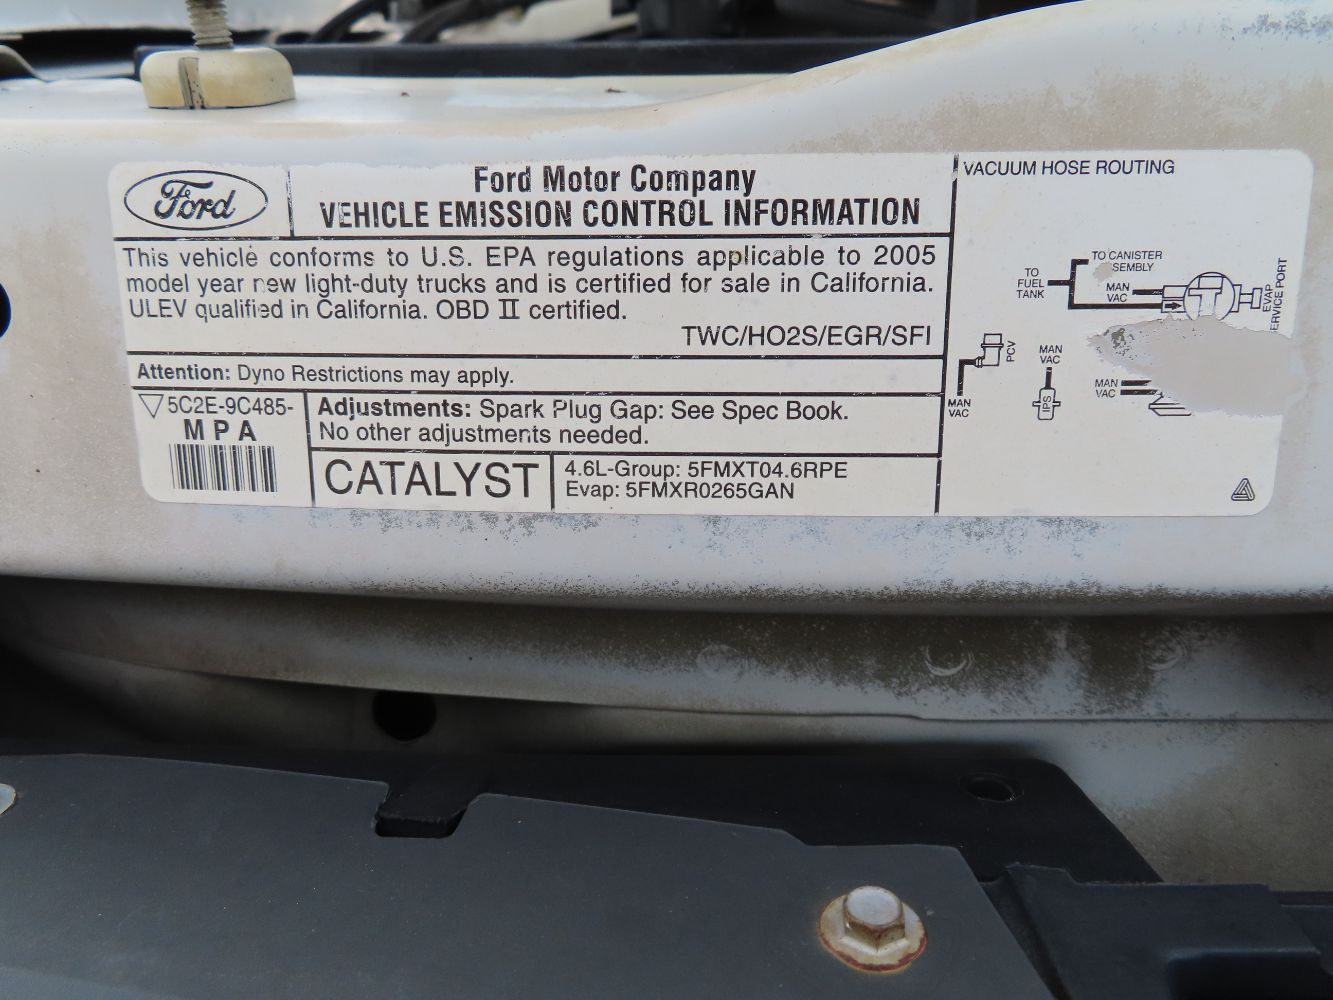 Ford
Ford Motor Company
VEHICLE EMISSION CONTROL INFORMATION
This vehicle conforms to U.S. EPA regulations applicable to 2005
model year new light-duty trucks and is certified for sale in California.
ULEV qualified in California. OBD II certified.
TWC/HO2S/EGR/SFI
Attention: Dyno Restrictions may apply.
5C2E-9C485-
MPA
Adjustments: Spark Plug Gap: See Spec Book.
No other adjustments needed.
CATALYST
4.6L-Group: 5FMXT04.6RPE
Evap: 5FMXR0265GAN
VACUUM HOSE ROUTING
TO CANISTER
SEMBLY
TO
FUEL
TANK
MAN
VAC
EVAP
ERVICE PORT
PCV
MAN
VAC
MAN
VAC
IPS
MAN
VAC